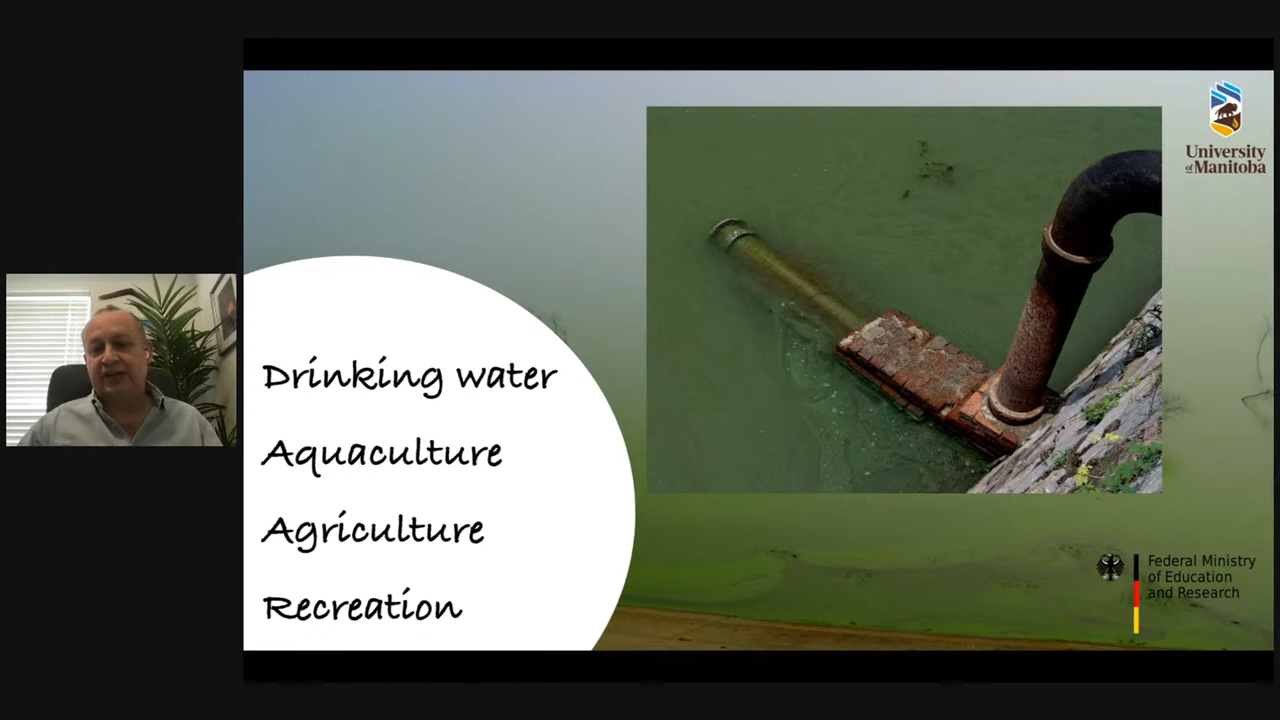 University
of Manitoba
Drinking water
Aquaculture
Agriculture
Recreation
Federal Ministry
of Education
and Research